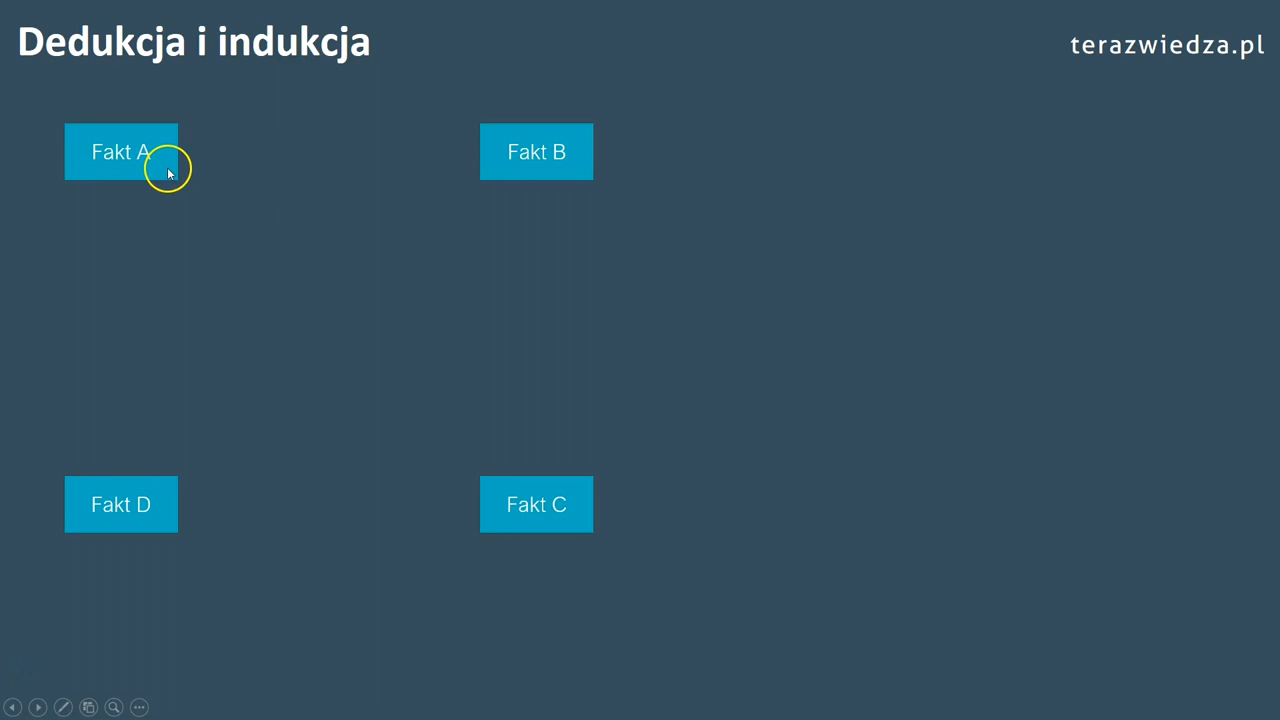 Dedukcja i indukcja
terazwiedza.pl
Fakt A
Fakt B
Fakt D
Fakt C